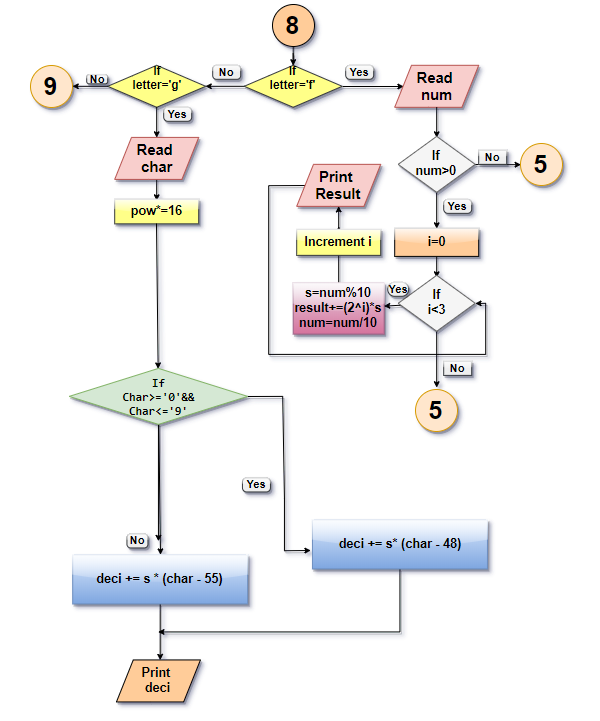 8
If
letter='f'
No
Yes
If
letter='g'
No
9
Yes
Read
num
Read
char
pow*=16
If
num>0
No
5
Yes
Print
Result
Increment i
i=0
s=num%10
result+=(2^i)*s
num=num/10
Yes
If
i<3
No
5
If
Char>='0'&&
Char<='9'
Yes
No
deci += s* (char - 48)
deci += s * (char - 55)
Print
deci